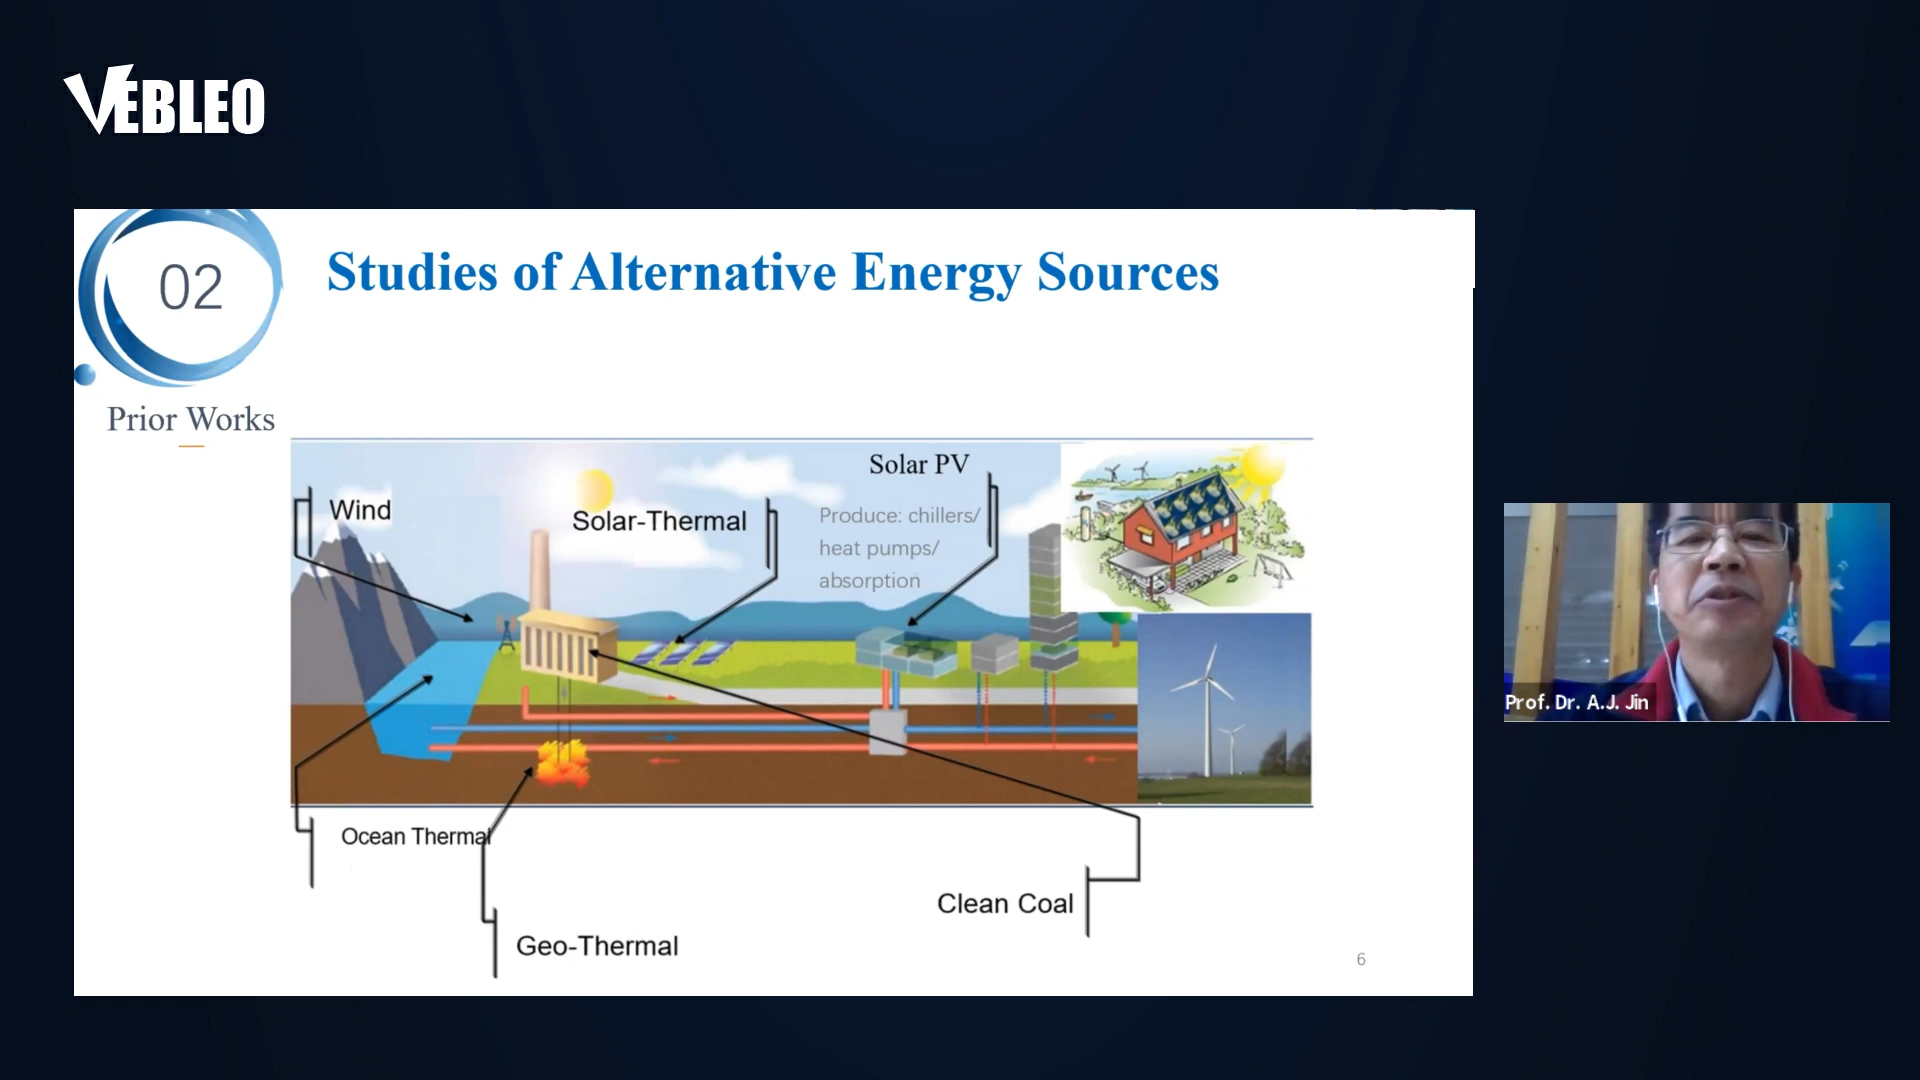 VEBLEO
02
Studies of Alternative Energy Sources
Prior Works
Wind
Solar-Thermal
Solar PV
Produce: chillers/
heat pumps/
absorption
Ocean Thermal
Geo-Thermal
Clean Coal
6
Prof. Dr. A.J. Jin